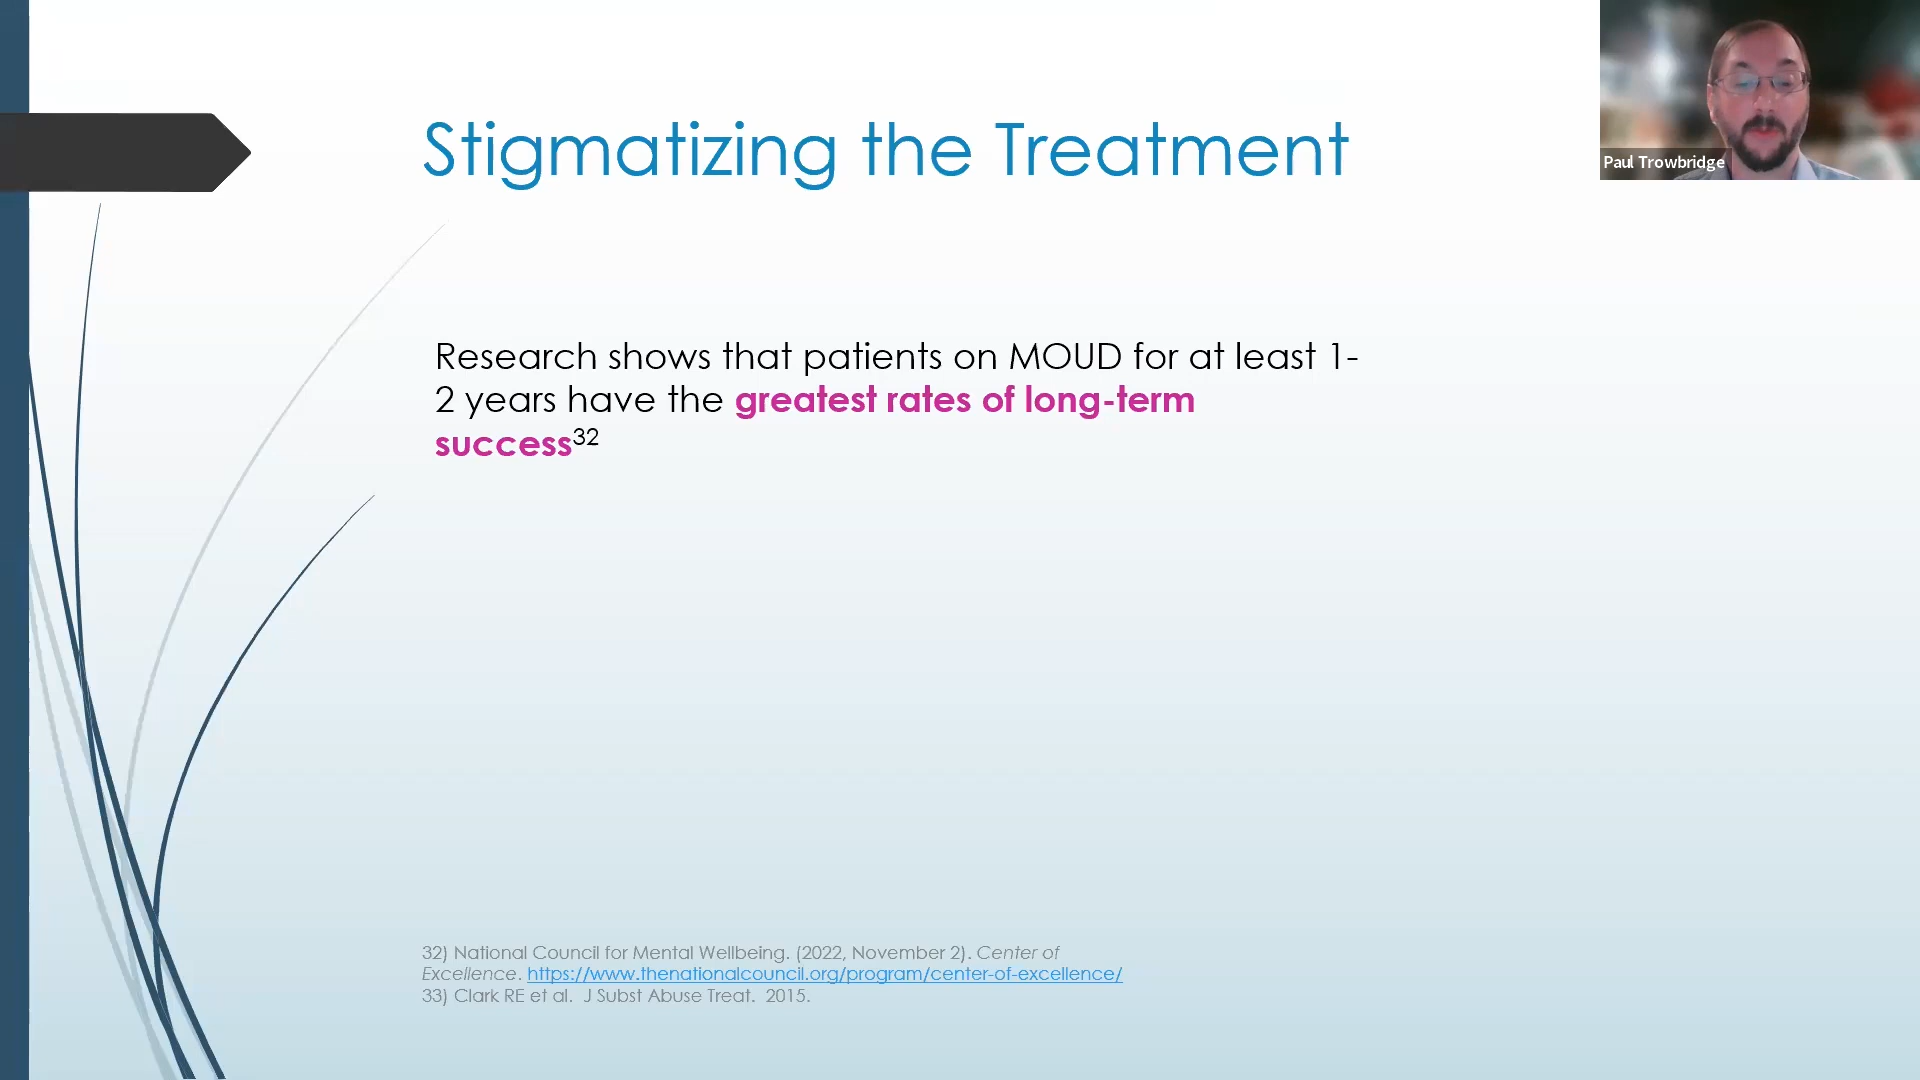 Stigmatizing the Treatment
Paul Trowbridge
Research shows that patients on MOUD for at least 1-
2 years have the greatest rates of long-term
success32
32) National Council for Mental Wellbeing. (2022, November 2). Center of
Excellence. https://www.thenationalcouncil.org/program/center-of-excellence/
33) Clark RE et al.  J Subst Abuse Treat.  2015.